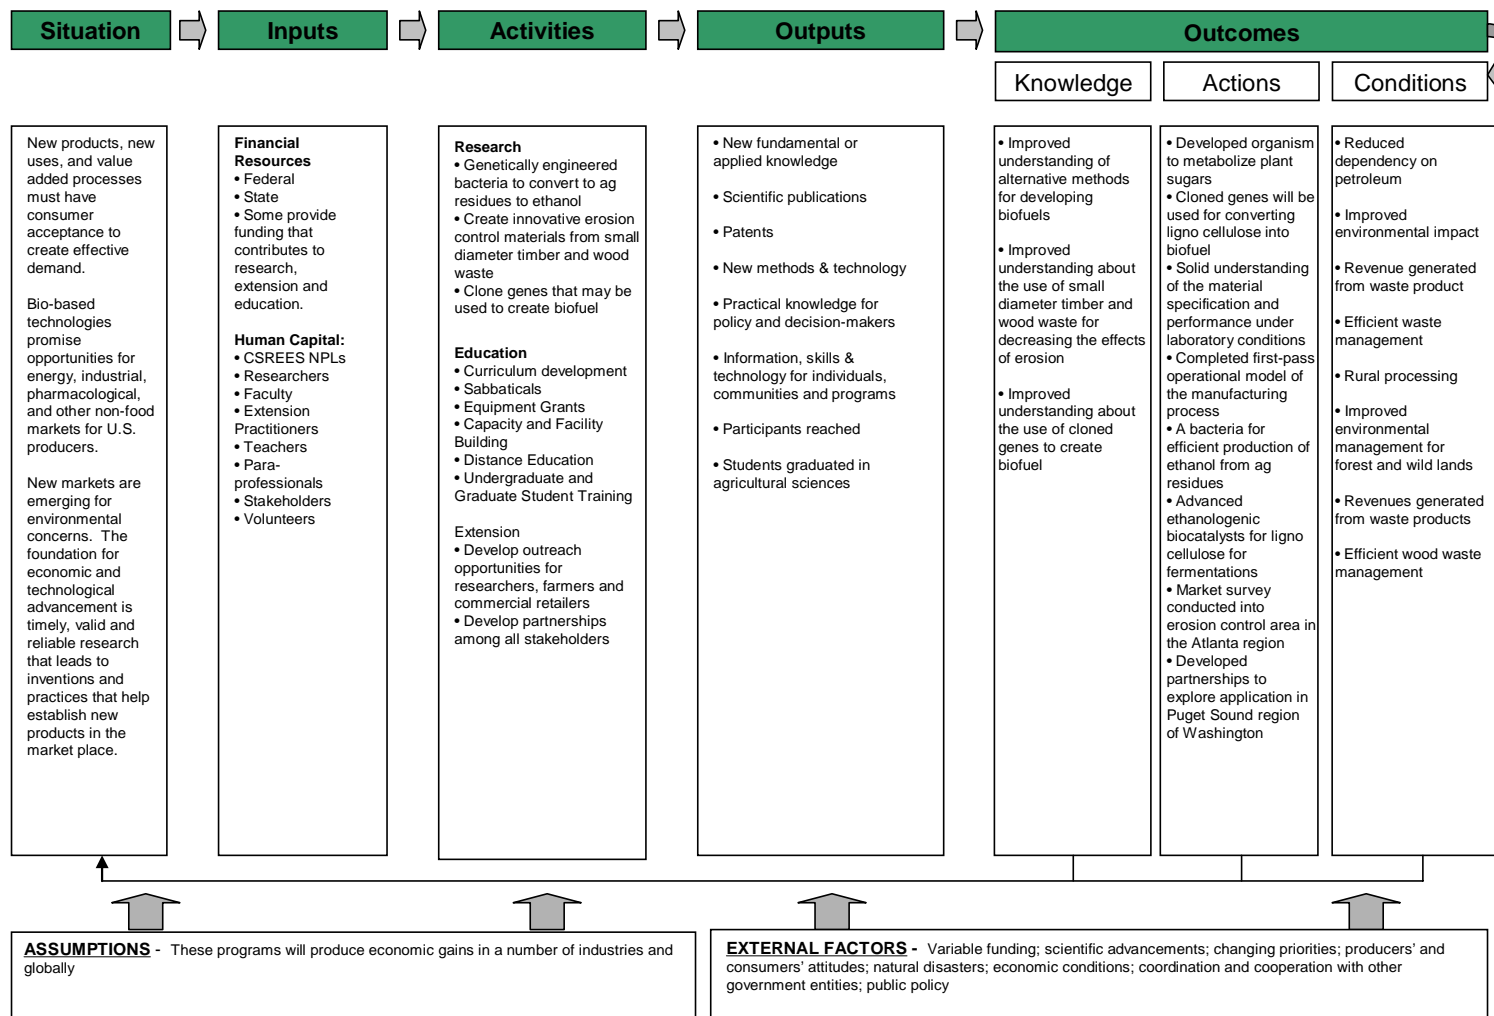 Situation
Inputs
Activities
Outputs
Outcomes
Knowledge
Actions
Conditions
New products, new
uses, and value
added processes
must have
consumer
acceptance to
create effective
demand.
Bio-based
technologies
promise
opportunities for
energy, industrial,
pharmacological,
and other non-food
markets for U.S.
producers.
New markets are
emerging for
environmental
concerns. The
foundation for
economic and
technological
advancement is
timely, valid and
reliable research
that leads to
inventions and
practices that help
establish new
products in the
market place.
Financial
Resources
• Federal
• State
• Some provide
funding that
contributes to
research,
extension and
education.
Human Capital:
• CSREES NPLs
• Researchers
• Faculty
• Extension
Practitioners
• Teachers
• Para-
professionals
• Stakeholders
• Volunteers
Research
• Genetically engineered
bacteria to convert to ag
residues to ethanol
• Create innovative erosion
control materials from small
diameter timber and wood
waste
• Clone genes that may be
used to create biofuel
Education
• Curriculum development
• Sabbaticals
• Equipment Grants
• Capacity and Facility
Building
• Distance Education
• Undergraduate and
Graduate Student Training
Extension
• Develop outreach
opportunities for
researchers, farmers and
commercial retailers
• Develop partnerships
among all stakeholders
• New fundamental or
applied knowledge
• Scientific publications
• Patents
• New methods & technology
• Practical knowledge for
policy and decision-makers
• Information, skills &
technology for individuals,
communities and programs
• Participants reached
• Students graduated in
agricultural sciences
• Improved
understanding of
alternative methods
for developing
biofuels
• Improved
understanding about
the use of small
diameter timber and
wood waste for
decreasing the effects
of erosion
• Improved
understanding about
the use of cloned
genes to create
biofuel
• Developed organism
to metabolize plant
sugars
• Cloned genes will be
used for converting
ligno cellulose into
biofuel
• Solid understanding
of the material
specification and
performance under
laboratory conditions
• Completed first-pass
operational model of
the manufacturing
process
• A bacteria for
efficient production of
ethanol from ag
residues
• Advanced
ethanologenic
biocatalysts for ligno
cellulose for
fermentations
• Market survey
conducted into
erosion control area in
the Atlanta region
• Developed
partnerships to
explore application in
Puget Sound region
of Washington
• Reduced
dependency on
petroleum
• Improved
environmental impact
• Revenue generated
from waste product
• Efficient waste
management
• Rural processing
• Improved
environmental
management for
forest and wild lands
• Revenues generated
from waste products
• Efficient wood waste
management
ASSUMPTIONS - These programs will produce economic gains in a number of industries and
globally
EXTERNAL FACTORS - Variable funding; scientific advancements; changing priorities; producers’ and
consumers’ attitudes; natural disasters; economic conditions; coordination and cooperation with other
government entities; public policy